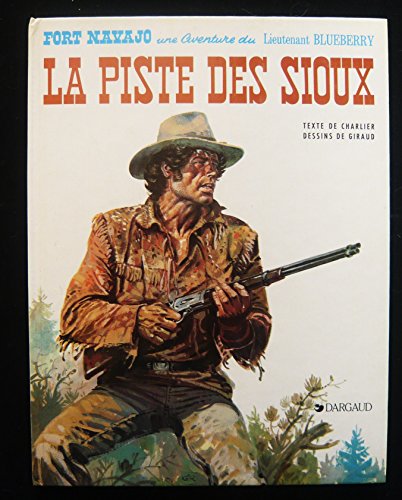 FORT NAVAJO une Aventure du Lieutenant BLUEBERRY
LA PISTE DES SIOUX
TEXTE DE CHARLIER
DESSINS DE GIRAUD
DARGAUD